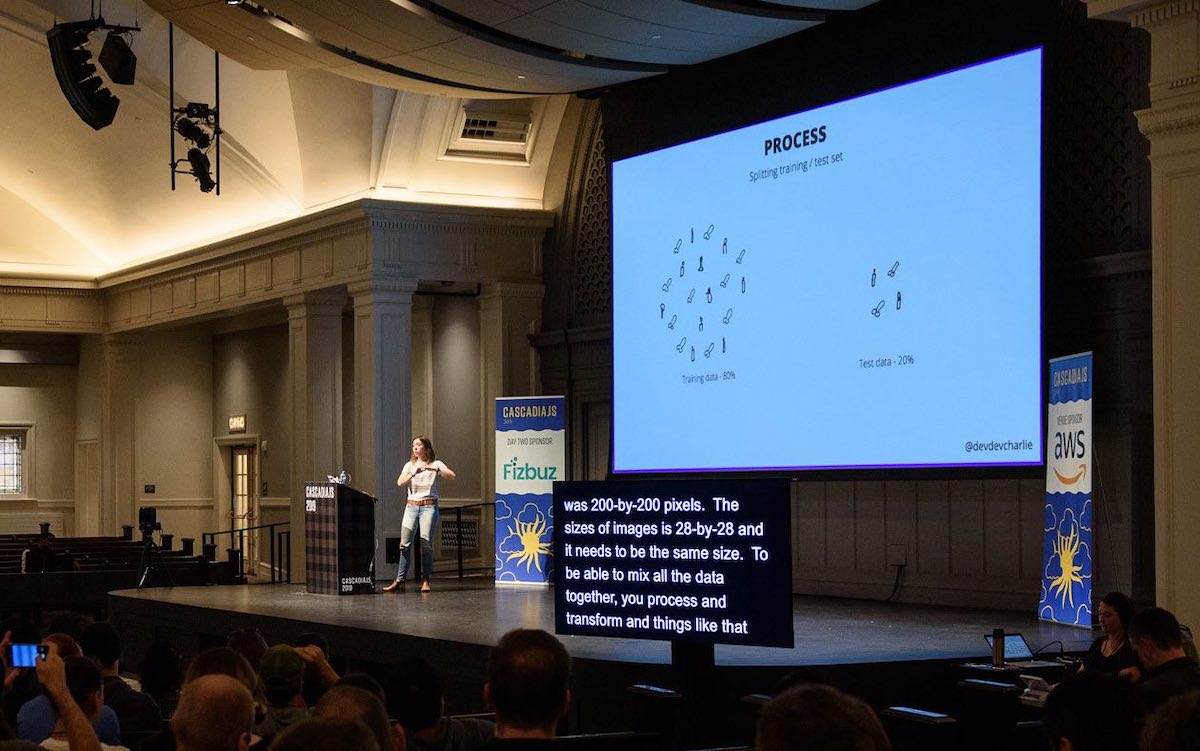 PROCESS
Splitting training / test set
Training data - 80%
Test data - 20%
@devdevcharlie
CASCADIAJS
2019
DAY TWO SPONSOR
Fizbuz
CASCADIAJS
VENUE SPONSOR
aws
CASCADIAJS
2019
CASCADIAJS
2019
was 200-by-200 pixels. The
sizes of images is 28-by-28 and
it needs to be the same size. To
be able to mix all the data
together, you process and
transform and things like that